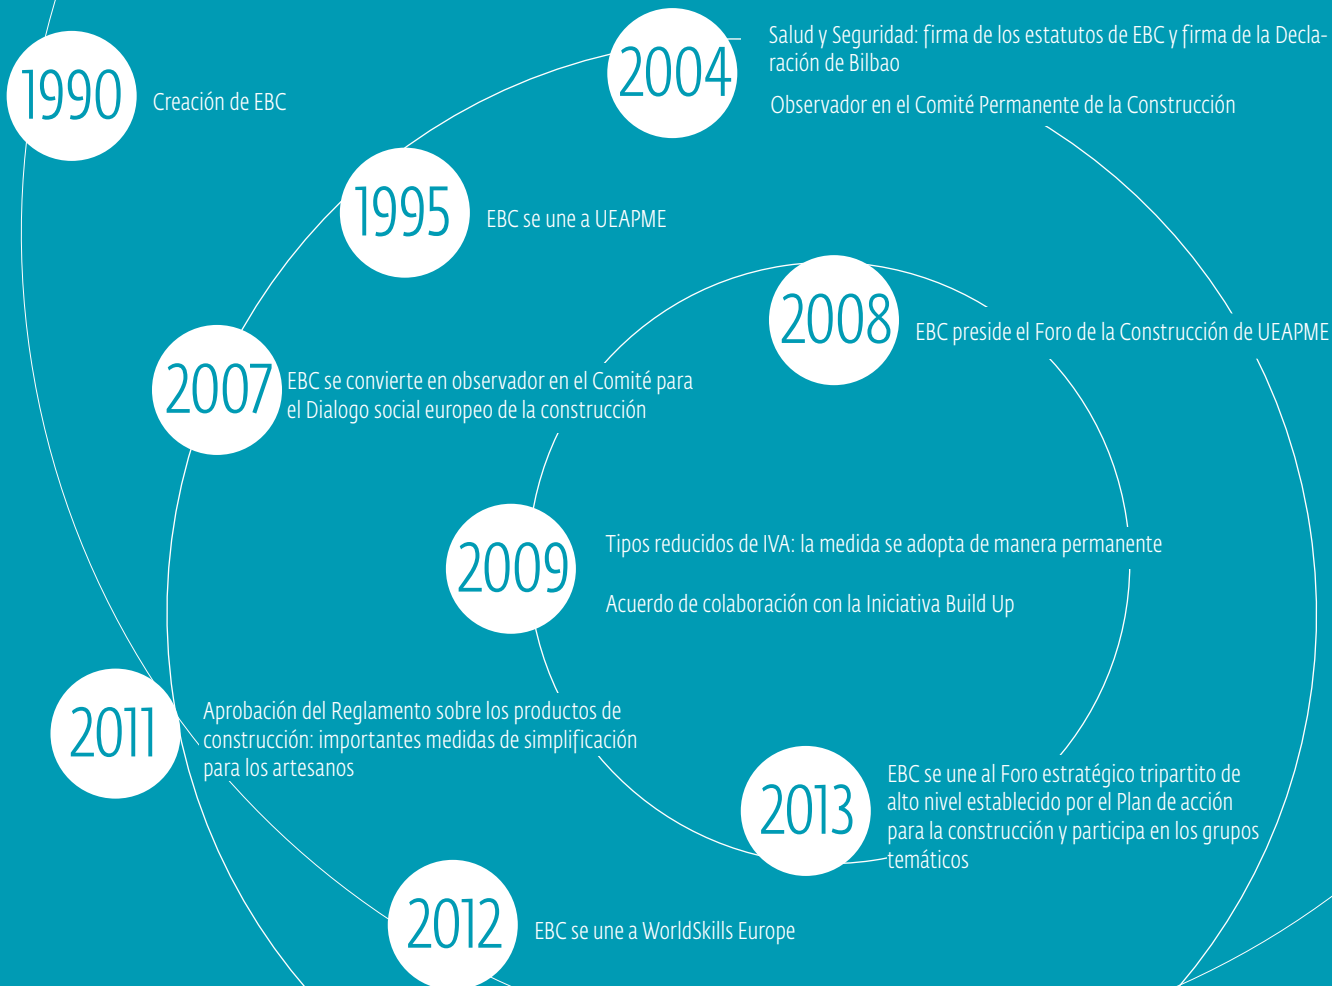 1990
Creación de EBC
2004
Salud y Seguridad: firma de los estatutos de EBC y firma de la Decla-
ración de Bilbao
Observador en el Comité Permanente de la Construcción
1995
EBC se une a UEAPME
2008
EBC preside el Foro de la Construcción de UEAPME
2007
EBC se convierte en observador en el Comité para
el Dialogo social europeo de la construcción
2009
Tipos reducidos de IVA: la medida se adopta de manera permanente
Acuerdo de colaboración con la Iniciativa Build Up
2011
Aprobación del Reglamento sobre los productos de
construcción: importantes medidas de simplificación
para los artesanos
2013
EBC se une al Foro estratégico tripartito de
alto nivel establecido por el Plan de acción
para la construcción y participa en los grupos
temáticos
2012
EBC se une a WorldSkills Europe